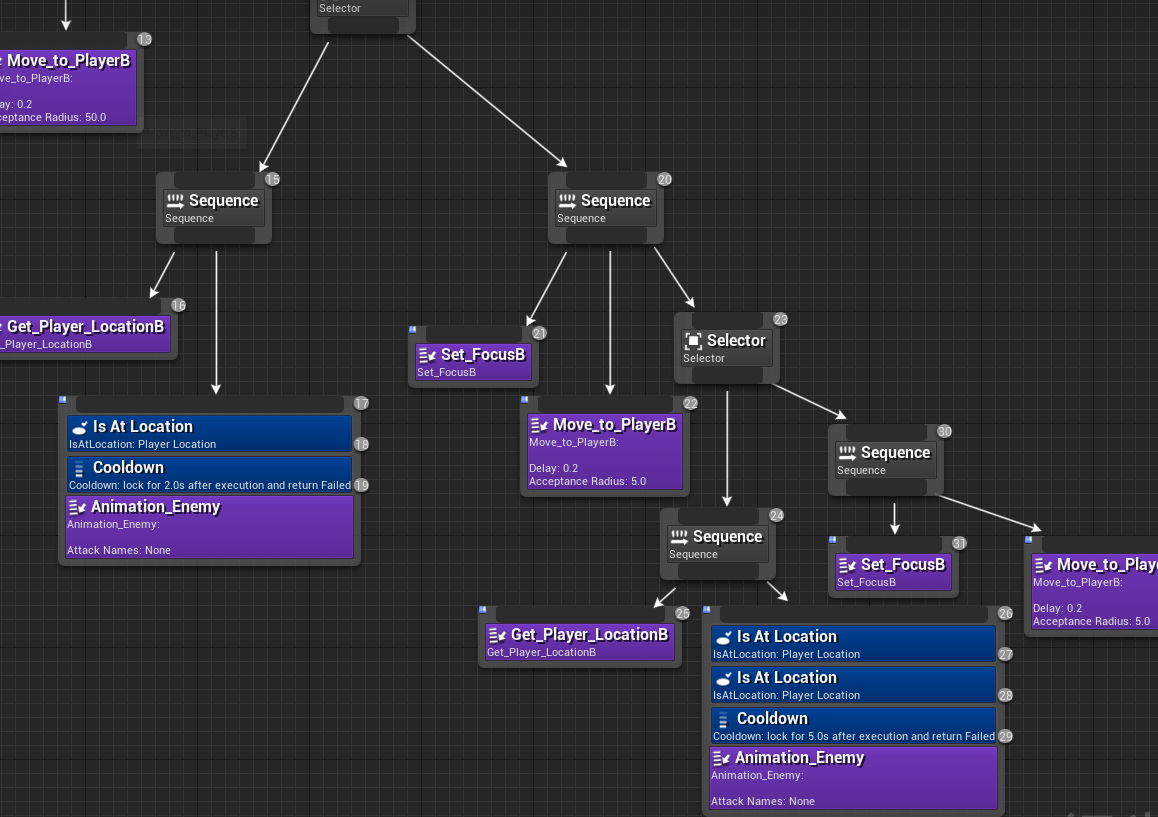 Selector
13
Move_to_PlayerB
ve_to_PlayerB:
ay: 0.2
ceptance Radius: 50.0
Move_to_PlayerB
15
Sequence
Sequence
20
Sequence
Sequence
16
Get_Player_LocationB
_Player_LocationB
21
Set_FocusB
Set_FocusB
23
Selector
Selector
17
Is At Location
IsAtLocation: Player Location
18
Cooldown
Cooldown: lock for 2.0s after execution and return Failed
19
Animation_Enemy
Animation_Enemy:
Attack Names: None
22
Move_to_PlayerB
Move_to_PlayerB:
Delay: 0.2
Acceptance Radius: 5.0
30
Sequence
Sequence
24
Sequence
Sequence
31
Set_FocusB
Set_FocusB
Move_to_Playe
Move_to_PlayerB:
Delay: 0.2
Acceptance Radius: 5.0
25
Get_Player_LocationB
Get_Player_LocationB
26
Is At Location
IsAtLocation: Player Location
27
Is At Location
IsAtLocation: Player Location
28
Cooldown
Cooldown: lock for 5.0s after execution and return Failed
29
Animation_Enemy
Animation_Enemy:
Attack Names: None